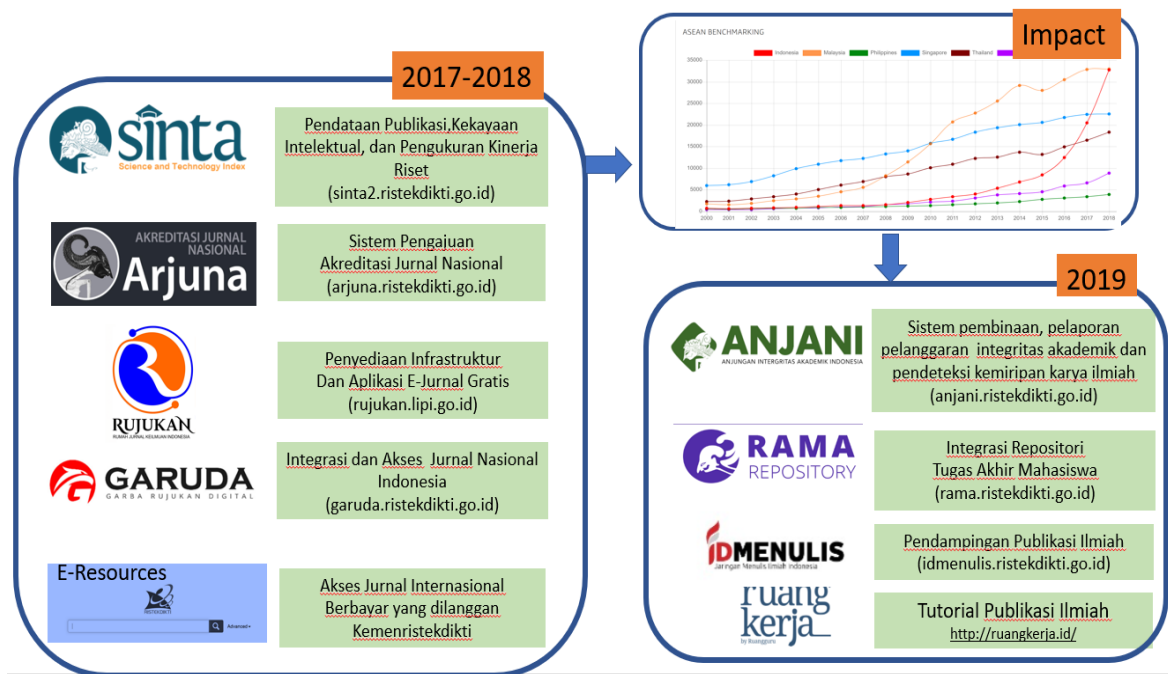 2017-2018
sinta
Science and Technology Index
Pendataan Publikasi,Kekayaan
Intelektual, dan Pengukuran Kinerja
Riset
(sinta2.ristekdikti.go.id)
AKREDITASI JURNAL
NASIONAL
Arjuna
Sistem Pengajuan
Akreditasi Jurnal Nasional
(arjuna.ristekdikti.go.id)
RUJUKAN
RUMAH JURNAL KEILMUAN INDONESIA
Penyediaan Infrastruktur
Dan Aplikasi E-Jurnal Gratis
(rujukan.lipi.go.id)
GARUDA
GARBA RUJUKAN DIGITAL
Integrasi dan Akses Jurnal Nasional
Indonesia
(garuda.ristekdikti.go.id)
E-Resources
RISTEKDIKTI
Advanced
Akses Jurnal Internasional
Berbayar yang dilanggan
Kemenristekdikti
Impact
ASEAN BENCHMARKING
Indonesia Malaysia Philippines Singapore Thailand
35000
30000
25000
20000
15000
10000
5000
0
2000 2001 2002 2003 2004 2005 2006 2007 2008 2009 2010 2011 2012 2013 2014 2015 2016 2017 2018
2019
ANJANI
ANJUNGAN INTERGRITAS AKADEMIK INDONESIA
Sistem pembinaan, pelaporan
pelanggaran integritas akademik dan
pendeteksi kemiripan karya ilmiah
(anjani.ristekdikti.go.id)
RAMA
REPOSITORY
Integrasi Repositori
Tugas Akhir Mahasiswa
(rama.ristekdikti.go.id)
IDMENULIS
Jaringan Menulis Ilmiah Indonesia
Pendampingan Publikasi Ilmiah
(idmenulis.ristekdikti.go.id)
ruang
kerja
by Ruangguru
Tutorial Publikasi Ilmiah
http://ruangkerja.id/